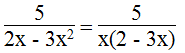 5/(2x - 3x²) = 5/(x(2 - 3x))